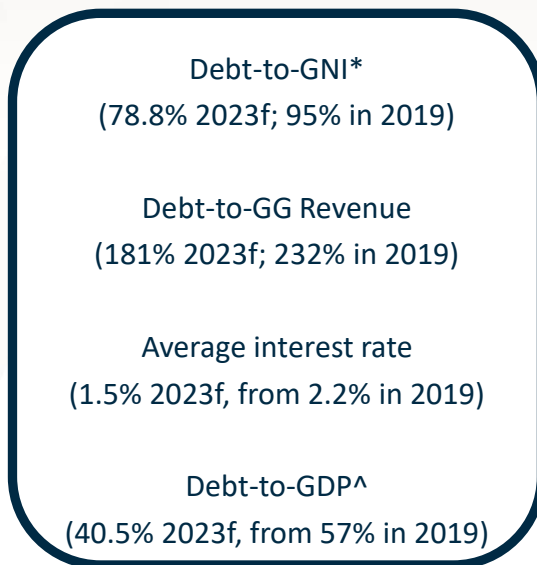 Debt-to-GNI*
(78.8% 2023f; 95% in 2019)
Debt-to-GG Revenue
(181% 2023f; 232% in 2019)
Average interest rate
(1.5% 2023f, from 2.2% in 2019)
Debt-to-GDP^
(40.5% 2023f, from 57% in 2019)